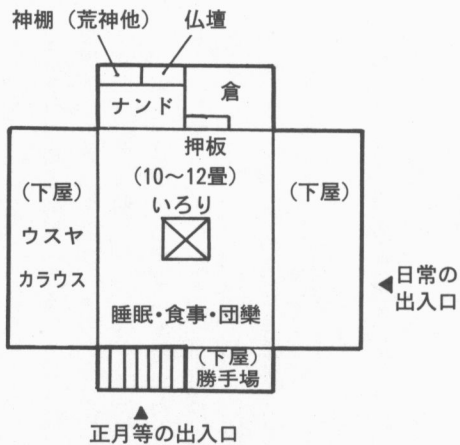 神棚（荒神他） 仏壇
ナンド
倉
押板
（10〜12畳）
いろり
（下屋）
ウスヤ
カラウス
（下屋）
日常の
出入口
睡眠・食事・団欒
（下屋）
勝手場
正月等の出入口